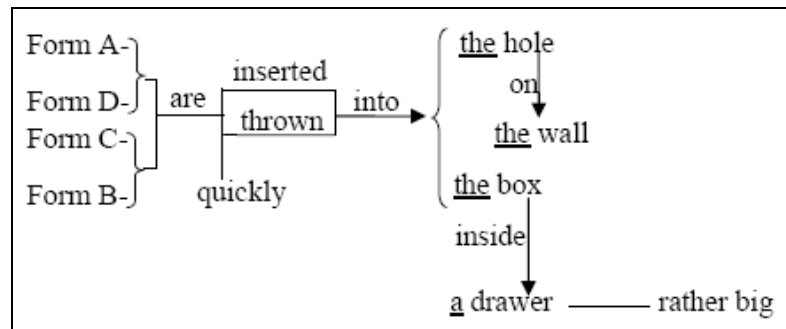 Form A-
the hole
inserted
on
Form D-
are
into
thrown
Form C-
the wall
Form B-
quickly
the box
inside
a drawer
rather big